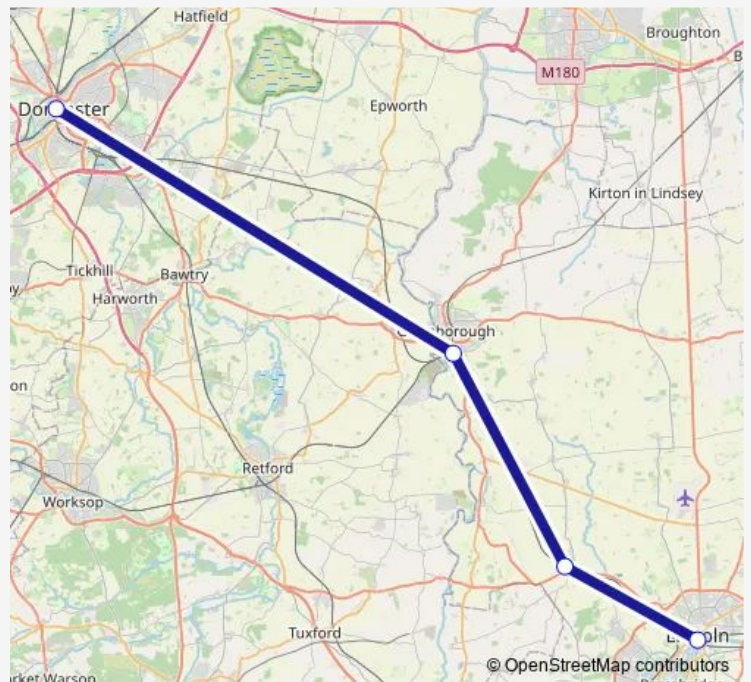 Hatfield
Broughton
M180
Epworth
Kirton in Lindsey
Tickhill
Bawtry
Harworth
Retford
Worksop
Tuxford
© OpenStreetMap contributors